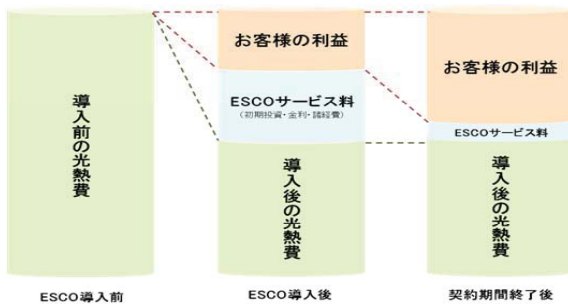 導入前の光熱費
ESCO導入前
お客様の利益
ESCOサービス料
(初期投資・金利・諸経費)
導入後の光熱費
ESCO導入後
お客様の利益
ESCOサービス料
導入後の光熱費
契約期間終了後